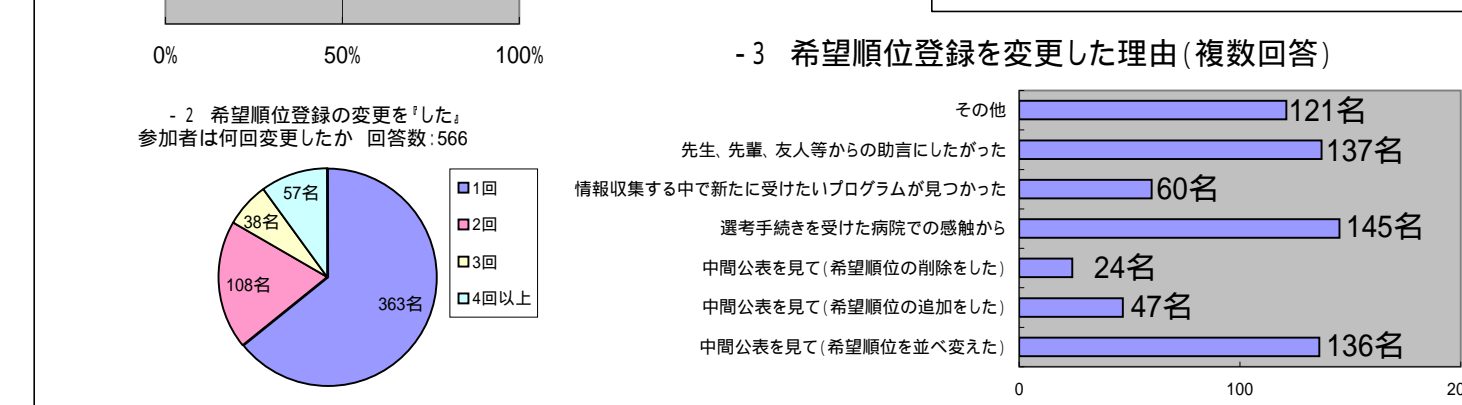 0% 50% 100%
-2 希望順位登録の変更を『した』
参加者は何回変更したか 回答数:566
57名
38名
108名
363名
1回
2回
3回
4回以上
-3 希望順位登録を変更した理由(複数回答)
その他 121名
先生、先輩、友人等からの助言にしたがった 137名
情報収集する中で新たに受けたいプログラムが見つかった 60名
選考手続きを受けた病院での感触から 145名
中間公表を見て(希望順位の削除をした) 24名
中間公表を見て(希望順位の追加をした) 47名
中間公表を見て(希望順位を並べ変えた) 136名
0 100